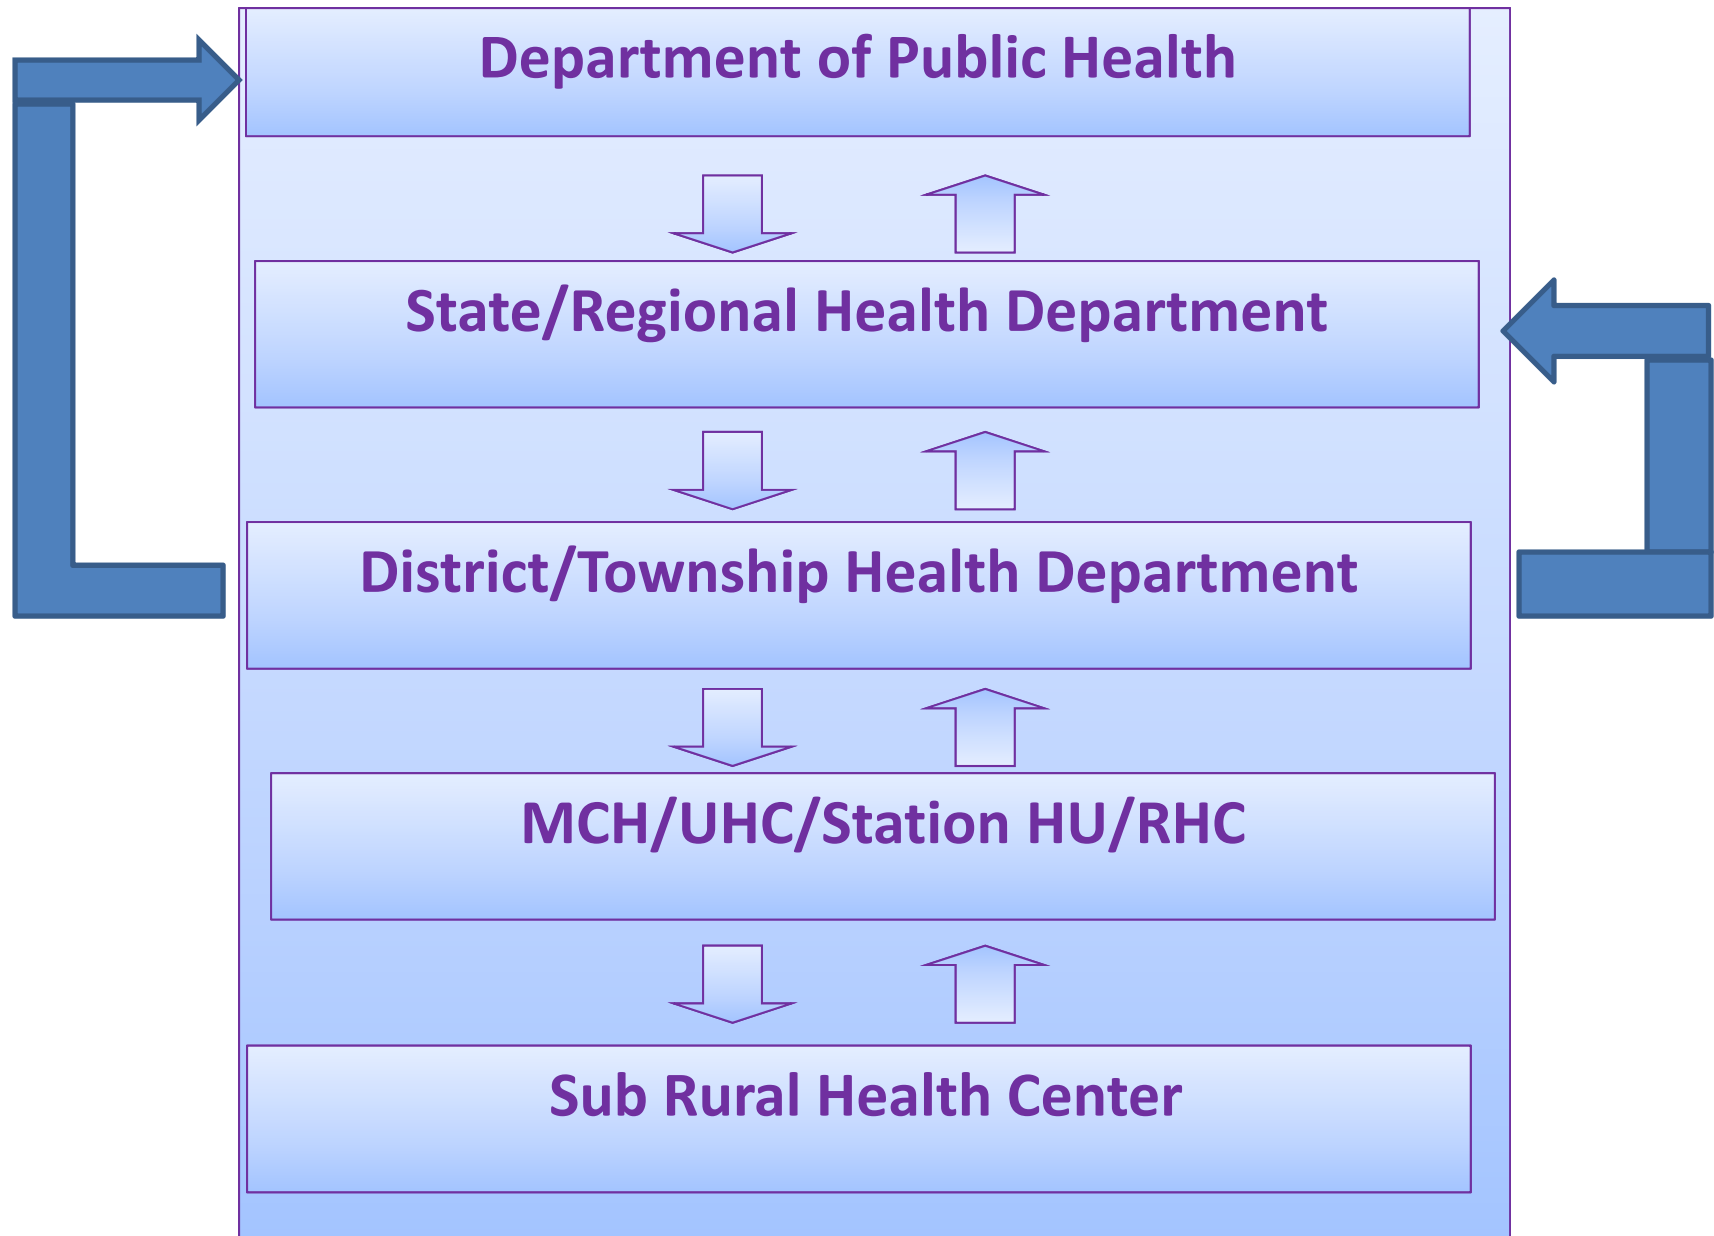 Department of Public Health
State/Regional Health Department
District/Township Health Department
MCH/UHC/Station HU/RHC
Sub Rural Health Center